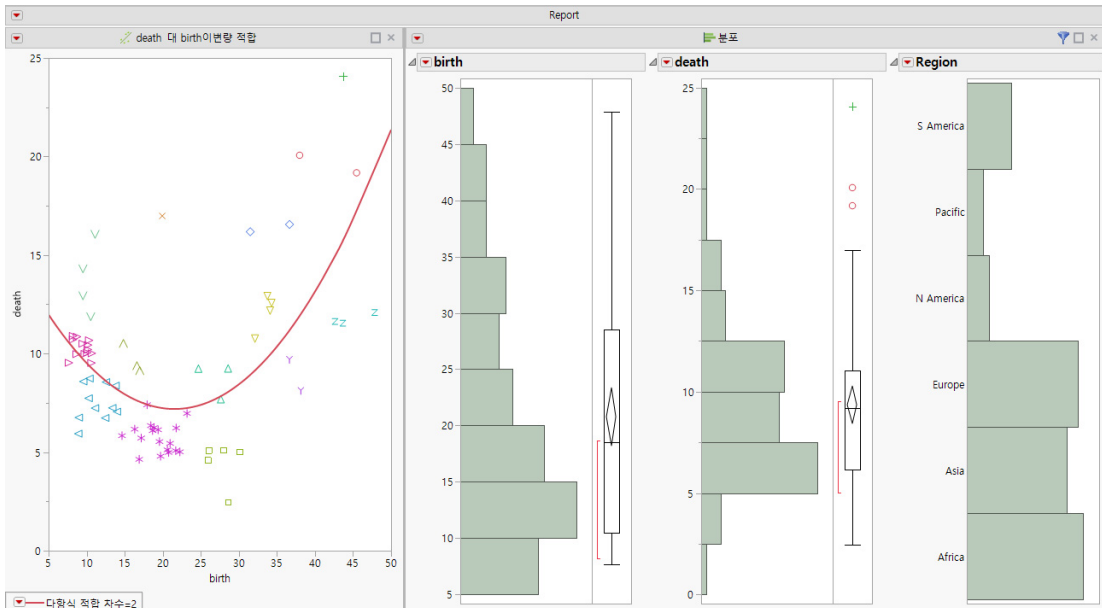 Report
death 대 birth이변량 적합
25
20
15
10
5
0
death
5 10 15 20 25 30 35 40 45 50
birth
다항식 적합 차수=2
분포
birth
50
45
40
35
30
25
20
15
10
5
death
25
20
15
10
5
0
Region
S America
Pacific
N America
Europe
Asia
Africa